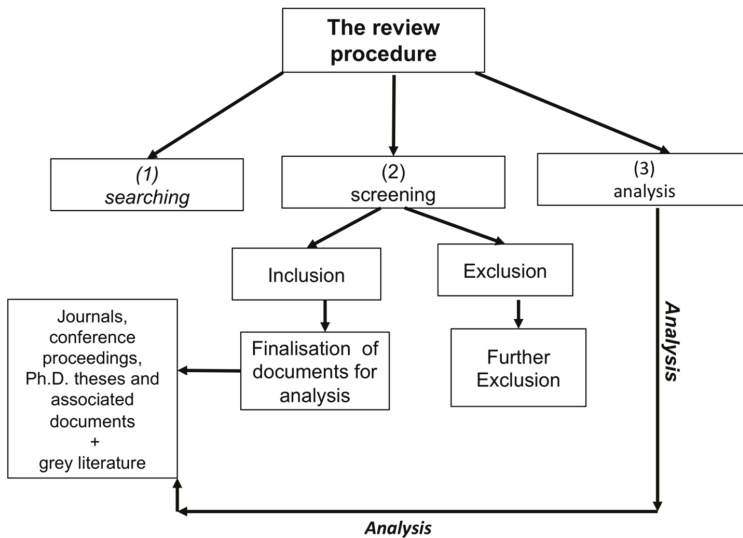 The review
procedure
(1)
searching
(2)
screening
(3)
analysis
Inclusion
Exclusion
Journals,
conference
proceedings,
Ph.D. theses and
associated
documents
+
grey literature
Finalisation of
documents for
analysis
Further
Exclusion
Analysis
Analysis